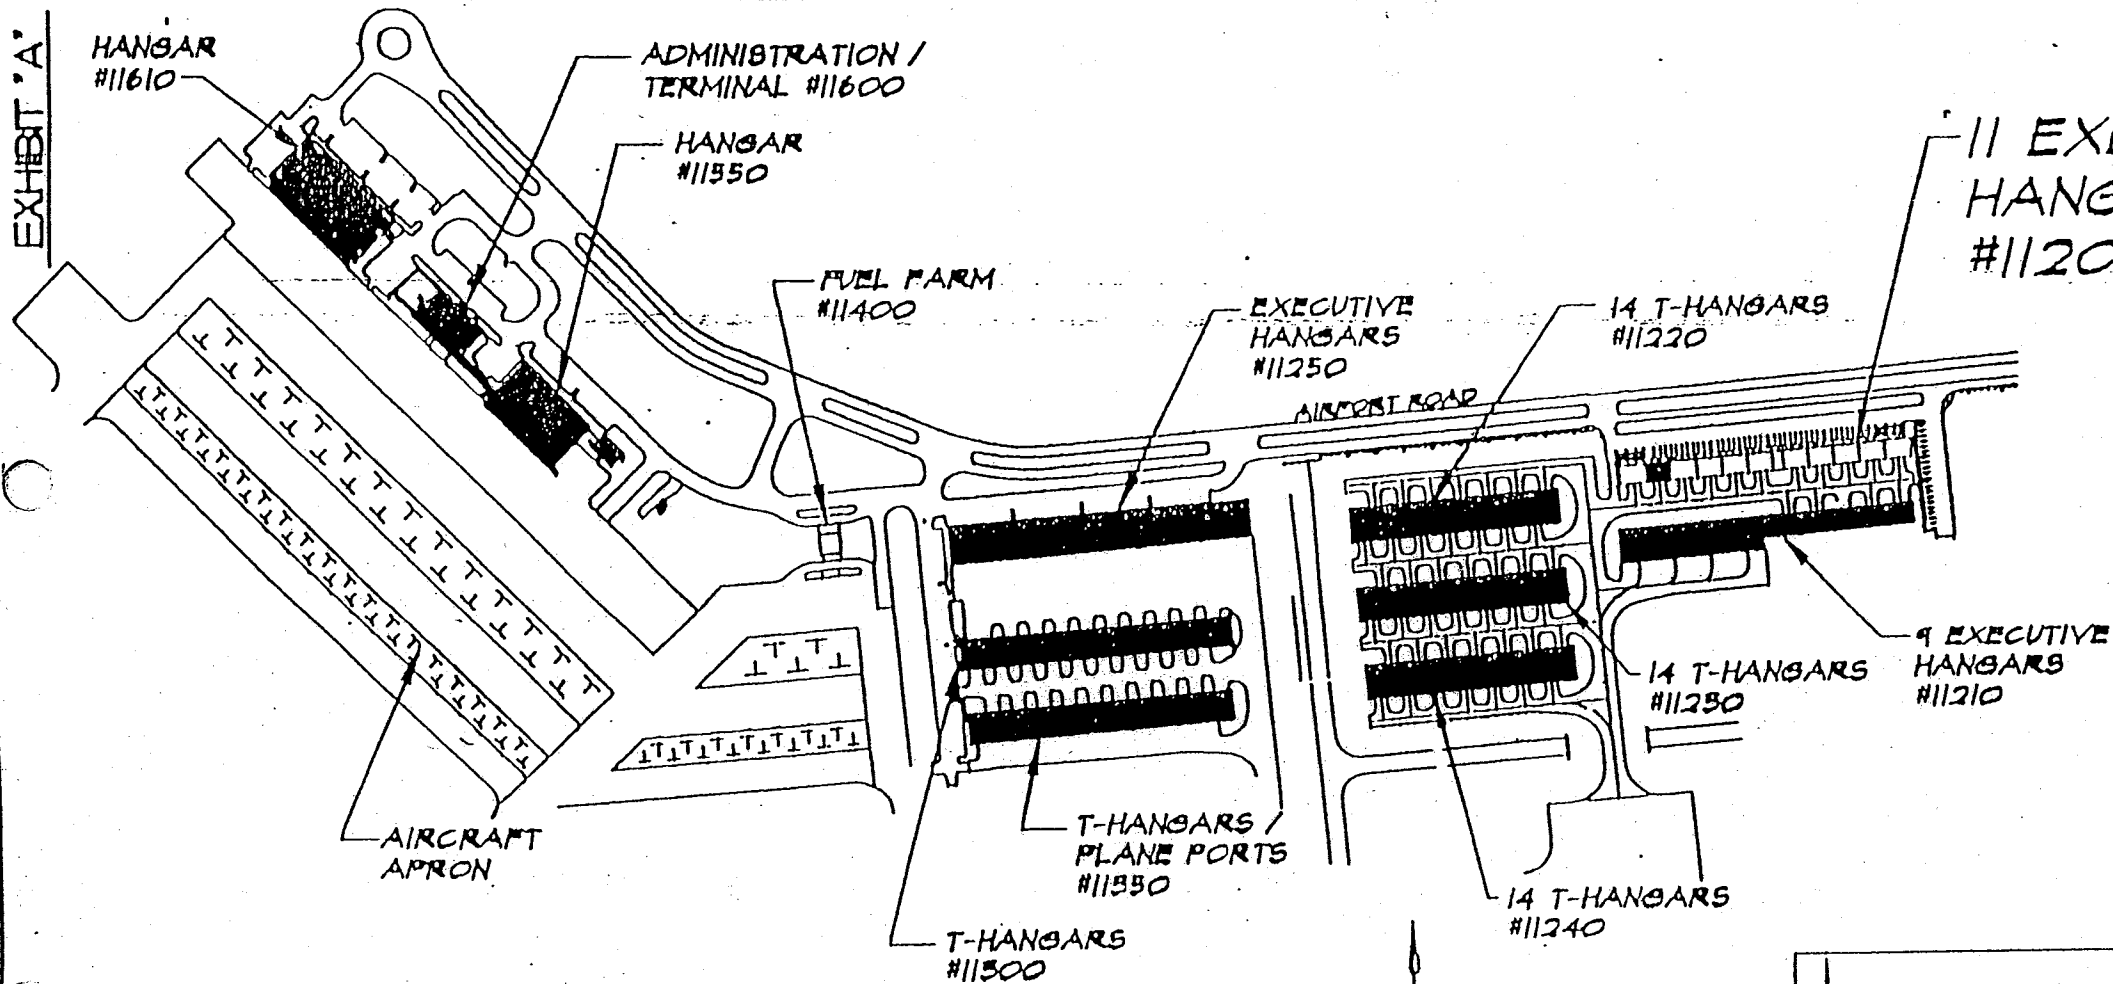 EXHIBIT "A"
HANGAR
#11610
ADMINISTRATION /
TERMINAL #11600
HANGAR
#11550
FUEL FARM
#11400
EXECUTIVE
HANGARS
#11250
14 T-HANGARS
#11220
11 EXE
HANG
#1120
AIRPORT ROAD
9 EXECUTIVE
HANGARS
#11210
14 T-HANGARS
#11230
14 T-HANGARS
#11240
T-HANGARS /
PLANE PORTS
T-HANGARS
#11300
AIRCRAFT
APRON